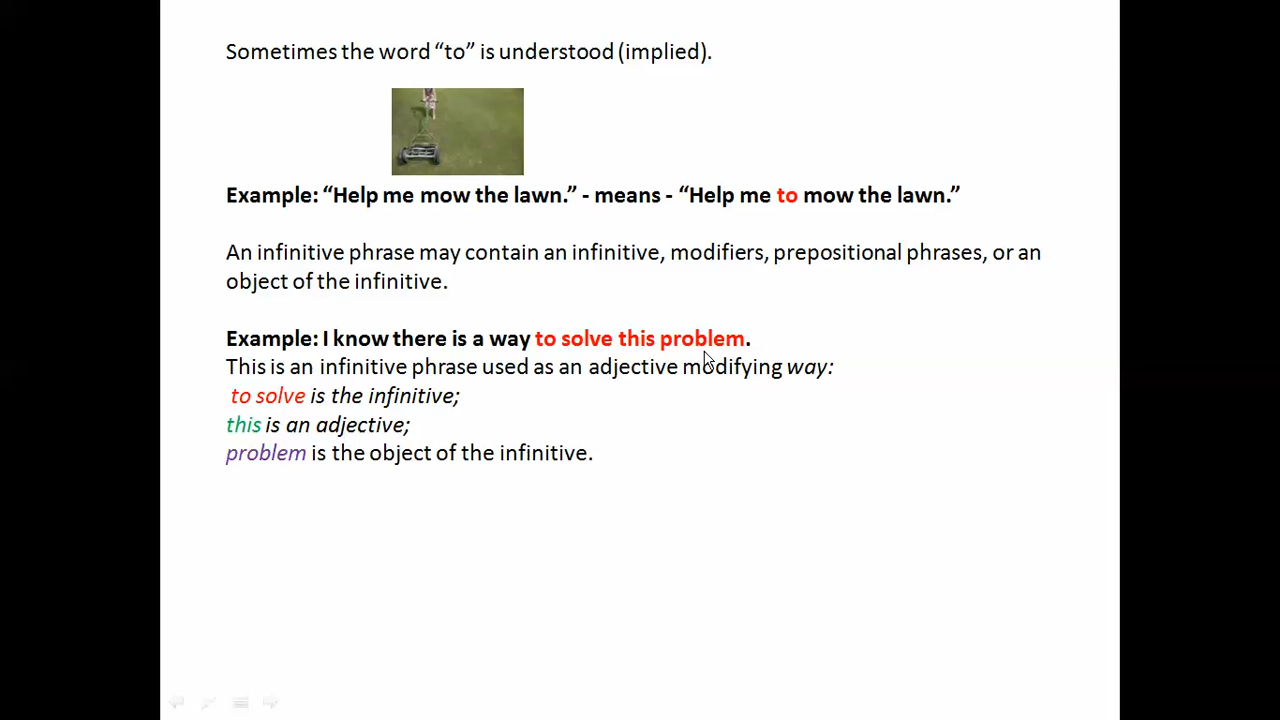 Sometimes the word “to” is understood (implied).
Example: “Help me mow the lawn.” - means - “Help me to mow the lawn.”
An infinitive phrase may contain an infinitive, modifiers, prepositional phrases, or an
object of the infinitive.
Example: I know there is a way to solve this problem.
This is an infinitive phrase used as an adjective modifying way:
to solve is the infinitive;
this is an adjective;
problem is the object of the infinitive.